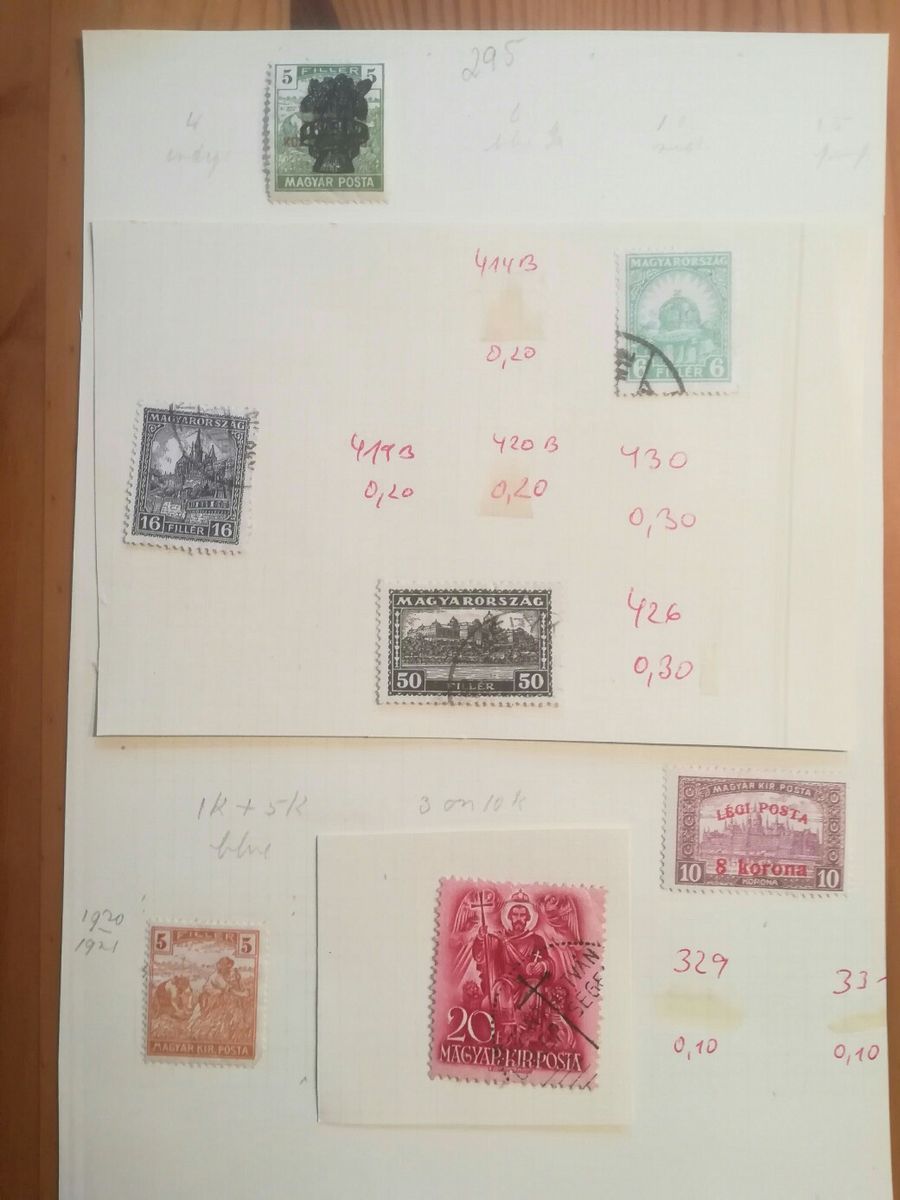 295
5 FILLÉR 5
MAGYAR POSTA
4
414B
0,20
MAGYARORSZÁG
6 FILLÉR 6
MAGYARORSZÁG
16 FILLÉR 16
419B
0,20
420B
0,20
430
0,30
MAGYARORSZÁG
50 FILLÉR 50
426
0,30
1K + 5K
blue
3 on 10k
MAGYAR KIR. POSTA
LÉGI POSTA
8 korona
10 KORONA 10
1920
1921
5 FILLÉR 5
MAGYAR KIR. POSTA
20f
MAGYAR·KIR·POSTA
329
0,10
33
0,10